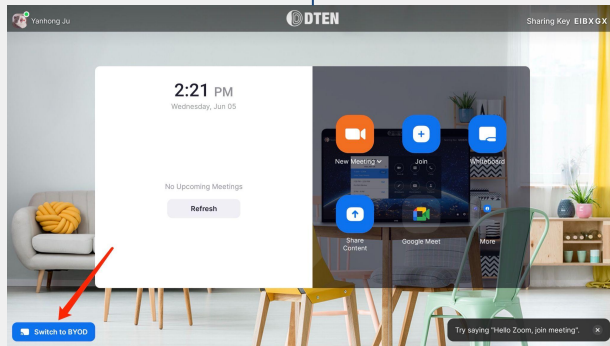 Yanhong Ju
DTEN
Sharing Key EIBXGX
2:21 PM
Wednesday, Jun 05
No Upcoming Meetings
Refresh
New Meeting
Join
Whiteboard
Share
Content
Google Meet
More
Switch to BYOD
Try saying "Hello Zoom, join meeting".